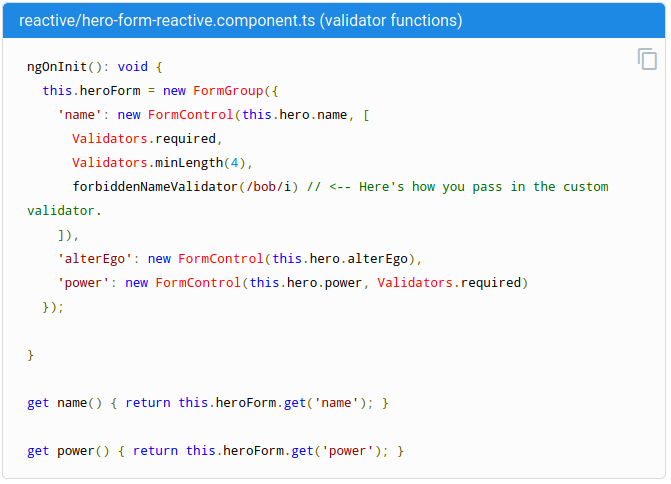 reactive/hero-form-reactive.component.ts (validator functions)
ngOnInit(): void {
  this.heroForm = new FormGroup({
    'name': new FormControl(this.hero.name, [
      Validators.required,
      Validators.minLength(4),
      forbiddenNameValidator(/bob/i) // <-- Here's how you pass in the custom
validator.
    ]),
    'alterEgo': new FormControl(this.hero.alterEgo),
    'power': new FormControl(this.hero.power, Validators.required)
  });
}
get name() { return this.heroForm.get('name'); }
get power() { return this.heroForm.get('power'); }